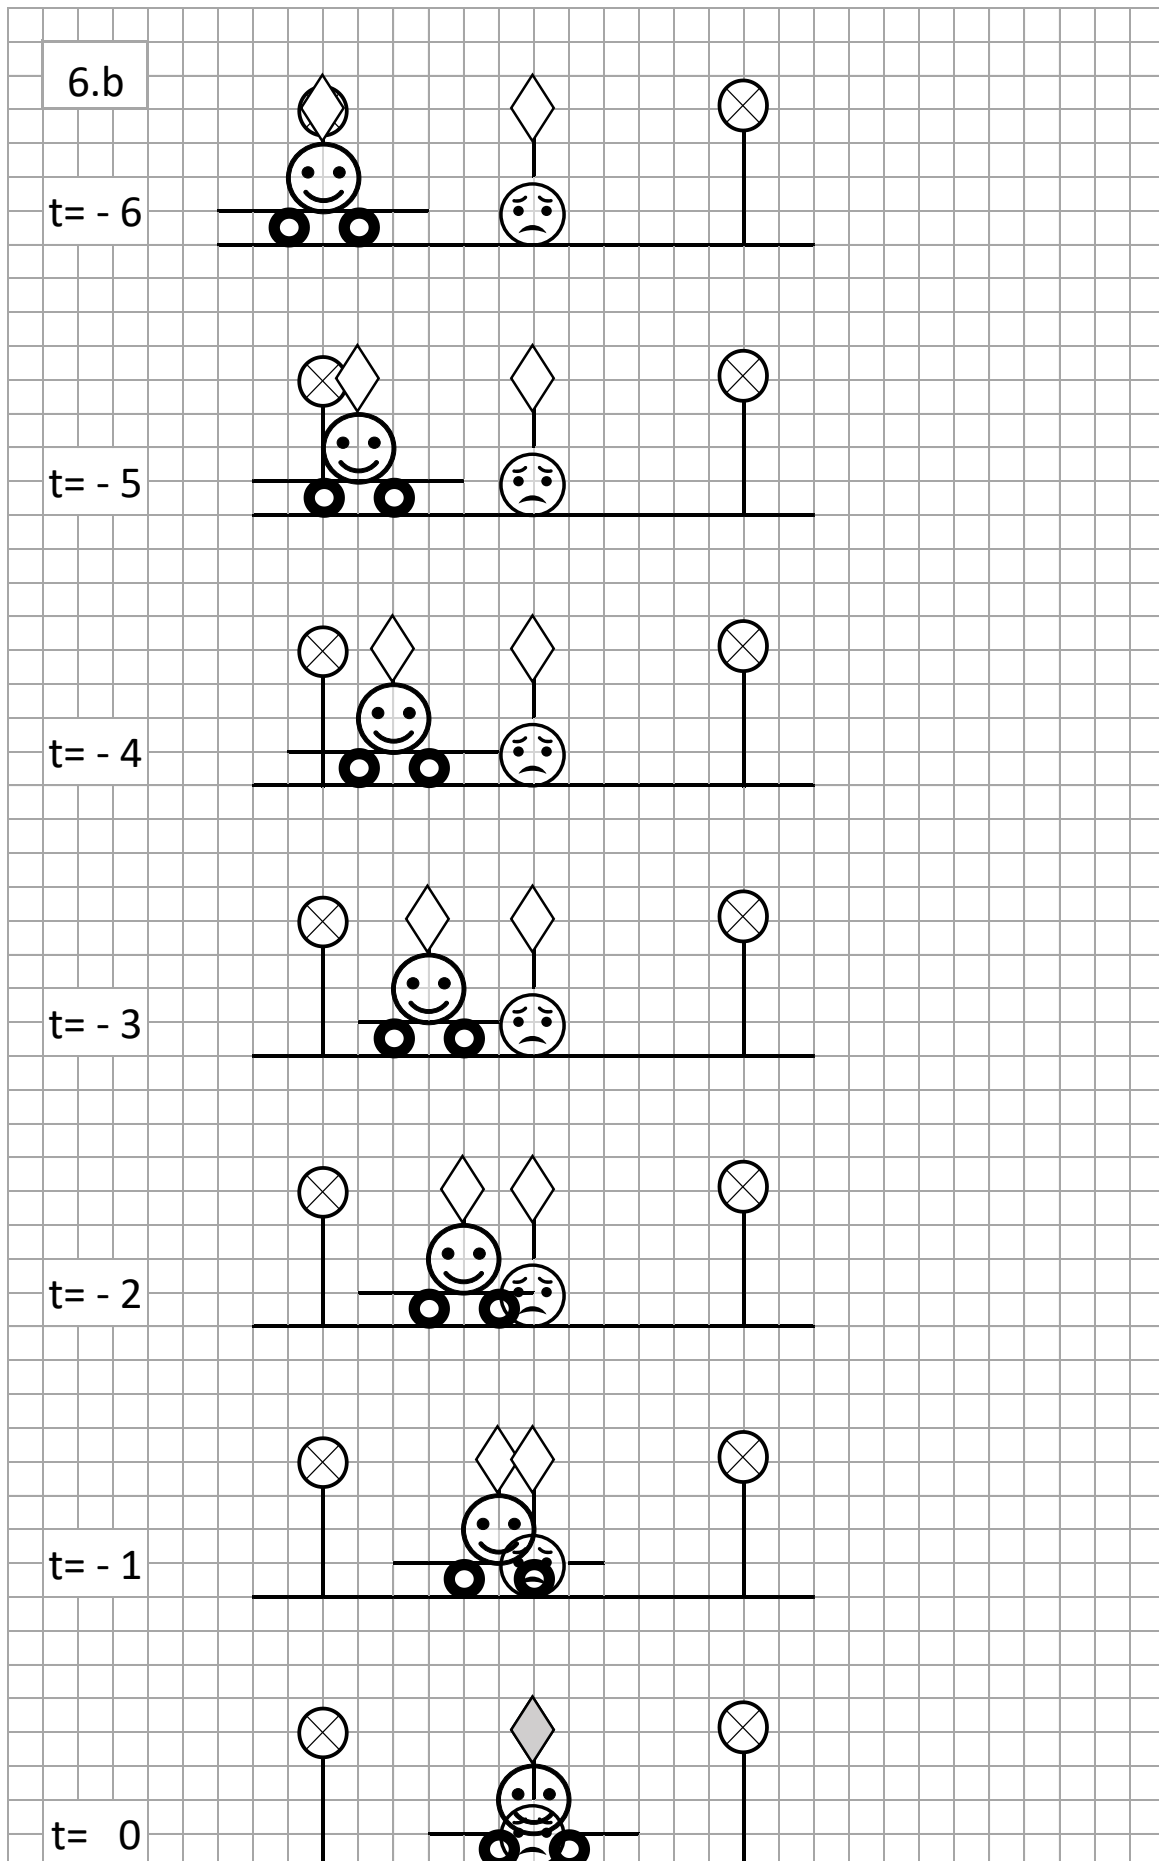 6.b
t= - 6
t= - 5
t= - 4
t= - 3
t= - 2
t= - 1
t= 0